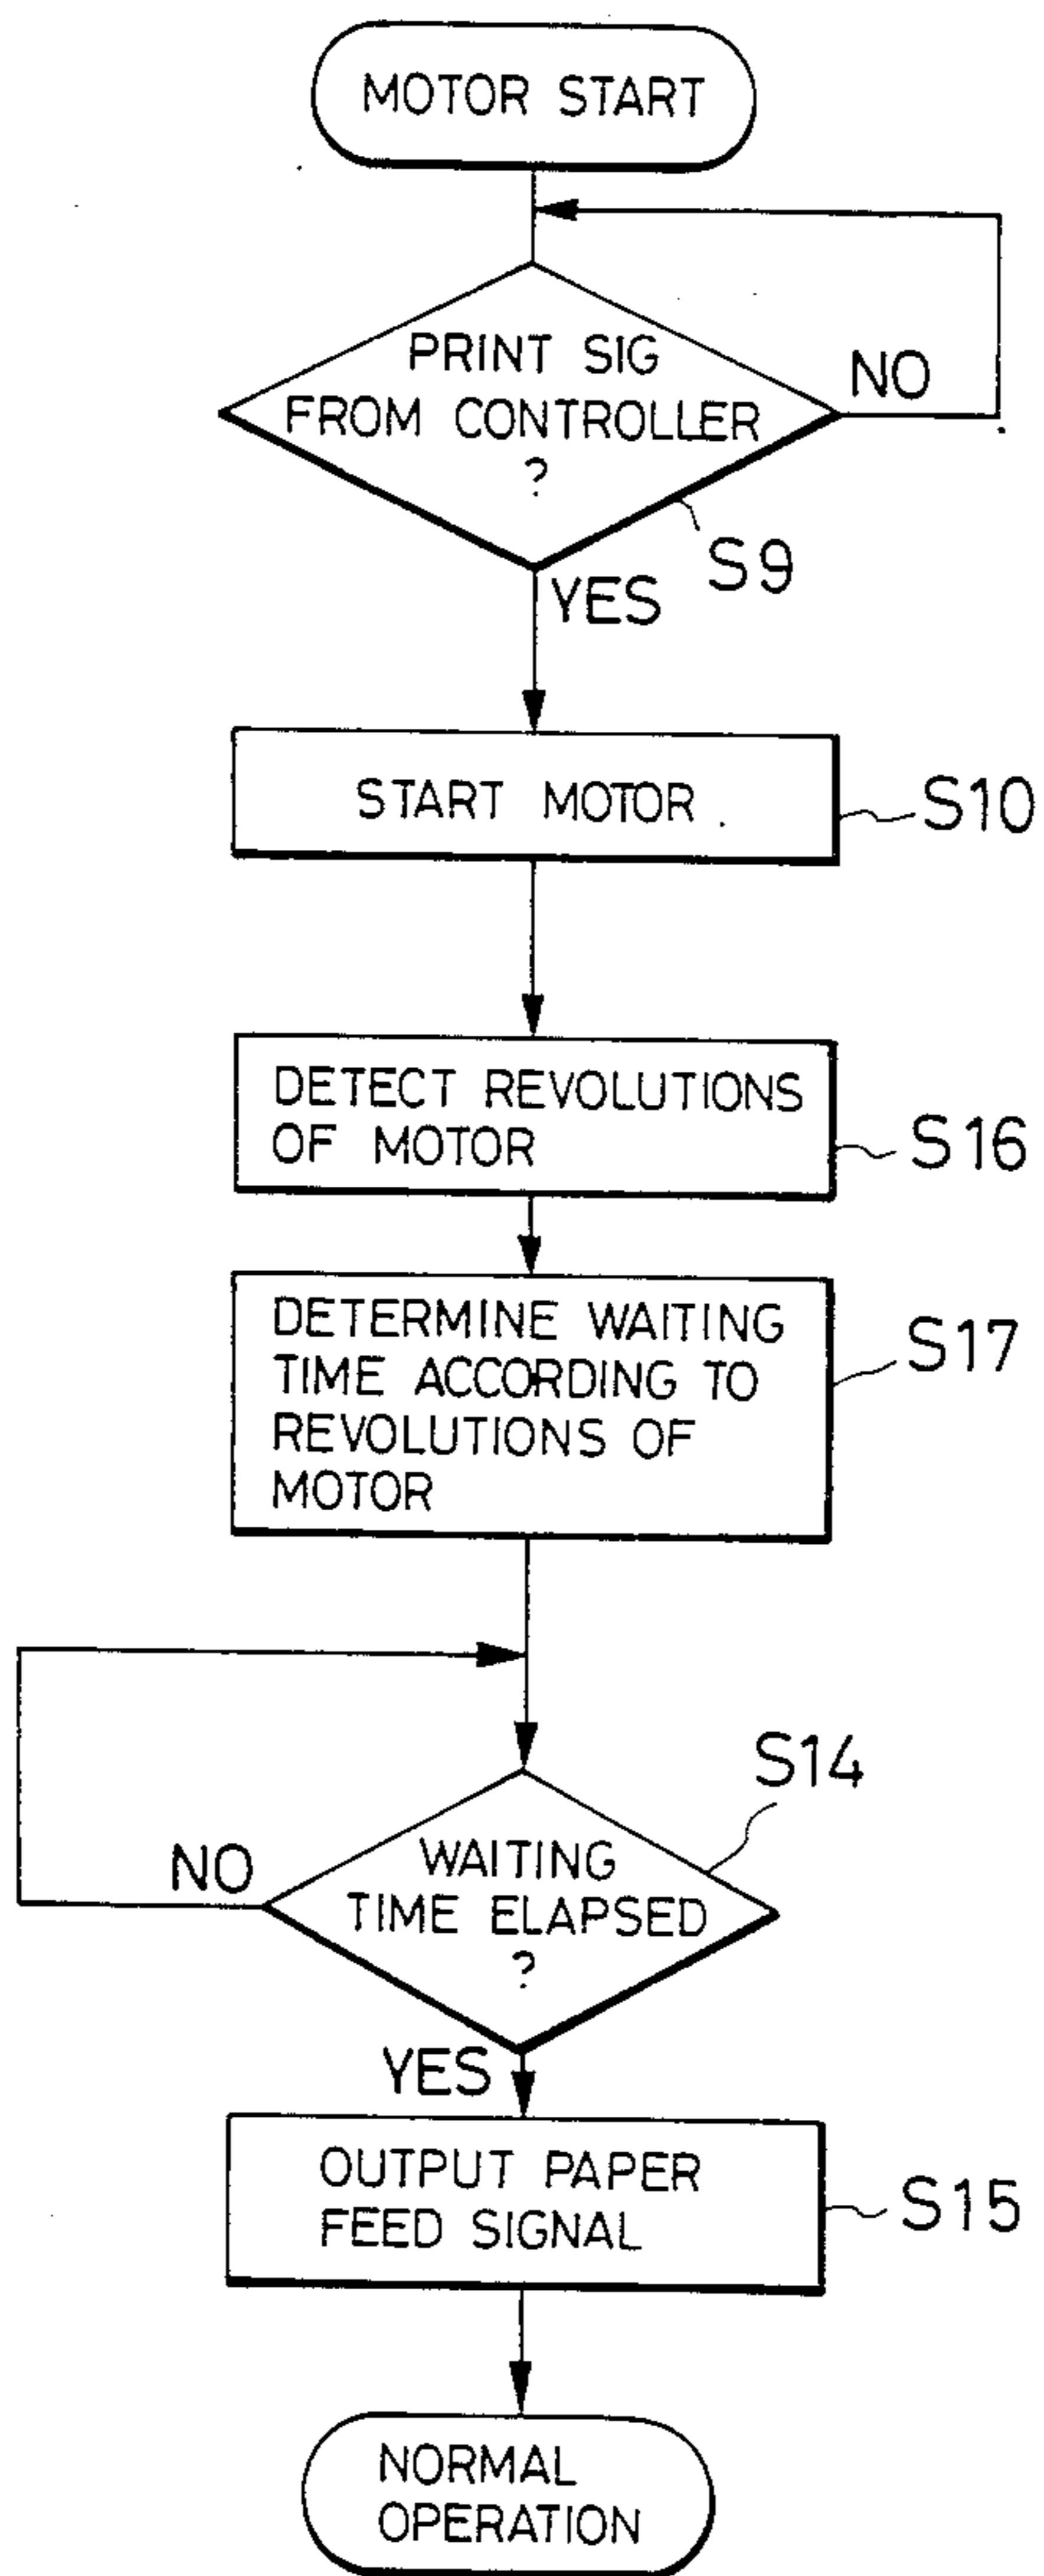 MOTOR START
PRINT SIG
FROM CONTROLLER
?
NO
S9
YES
START MOTOR
S10
DETECT REVOLUTIONS
OF MOTOR
S16
DETERMINE WAITING
TIME ACCORDING TO
REVOLUTIONS OF
MOTOR
S17
S14
WAITING
TIME ELAPSED
?
NO
YES
OUTPUT PAPER
FEED SIGNAL
S15
NORMAL
OPERATION